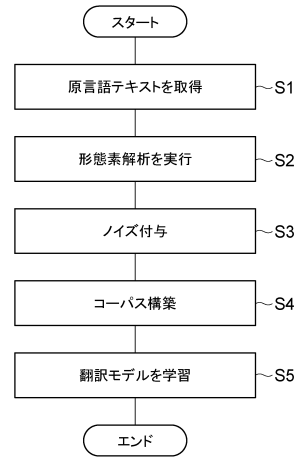 スタート
原言語テキストを取得 S1
形態素解析を実行 S2
ノイズ付与 S3
コーパス構築 S4
翻訳モデルを学習 S5
エンド